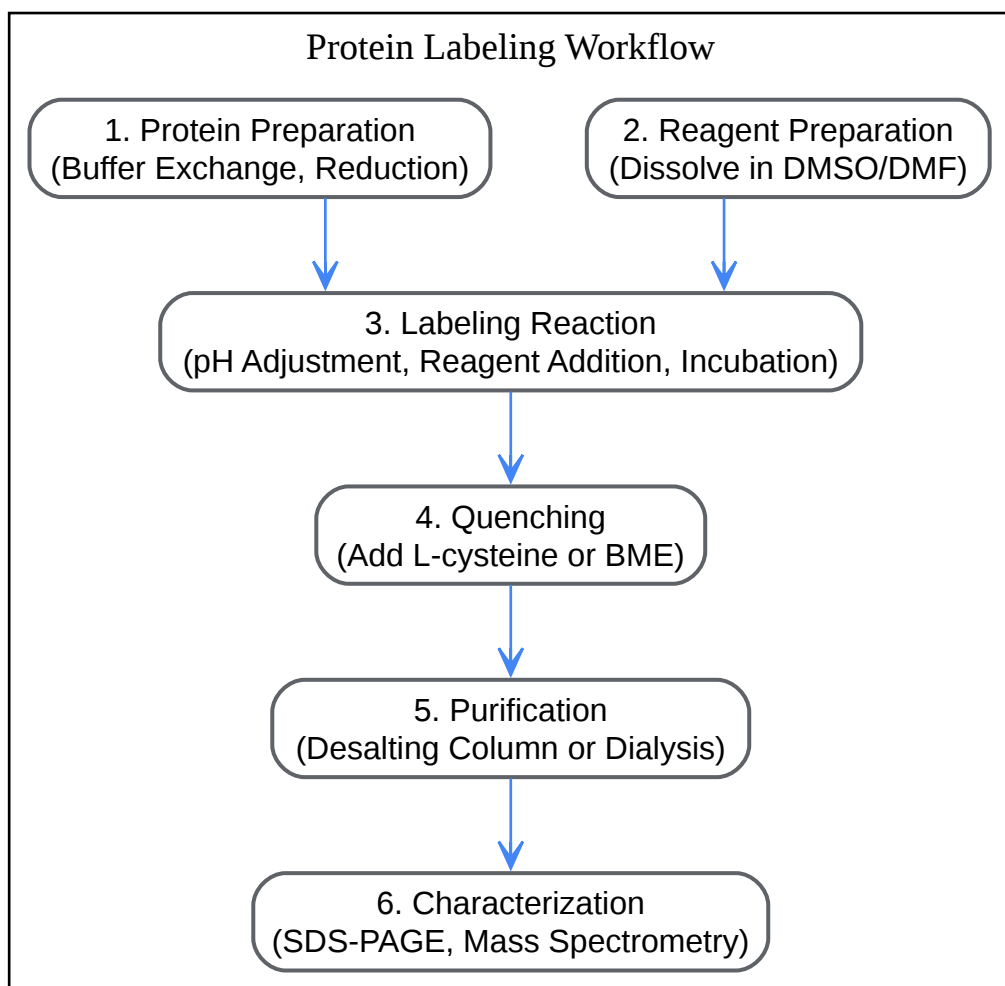 Protein Labeling Workflow
1. Protein Preparation
(Buffer Exchange, Reduction)
2. Reagent Preparation
(Dissolve in DMSO/DMF)
3. Labeling Reaction
(pH Adjustment, Reagent Addition, Incubation)
4. Quenching
(Add L-cysteine or BME)
5. Purification
(Desalting Column or Dialysis)
6. Characterization
(SDS-PAGE, Mass Spectrometry)